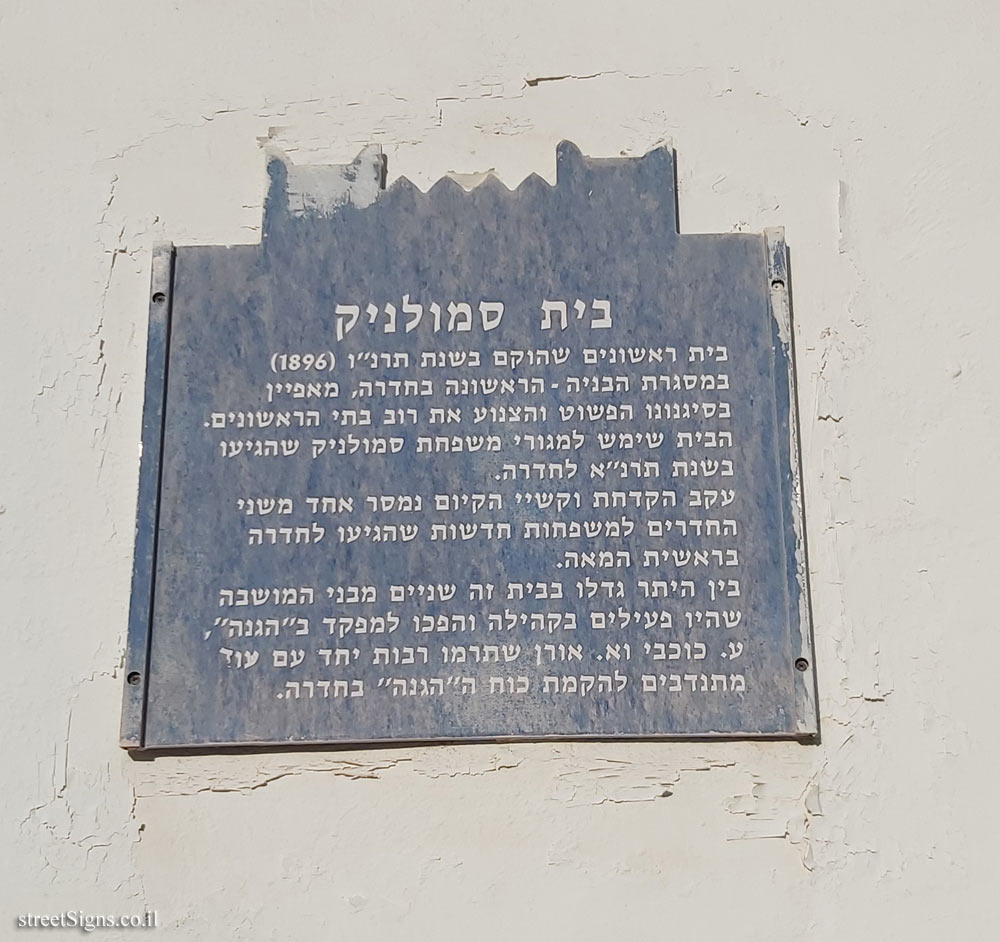 בית סמולניק
בית ראשונים שהוקם בשנת תרנ״ו (1896)
במסגרת הבניה - הראשונה בחדרה, מאפיין
בסיגנונו הפשוט והצנוע את רוב בתי הראשונים.
הבית שימש למגורי משפחת סמולניק שהגיעו
בשנת תרנ״א לחדרה.
עקב הקדחת וקשיי הקיום נמסר אחד משני
החדרים למשפחות חדשות שהגיעו לחדרה
בראשית המאה.
בין היתר גדלו בבית זה שניים מבני המושבה
שהיו פעילים בקהילה והפכו למפקד ב״הגנה״,
ע. כוכבי וא. אורן שתרמו רבות יחד עם עוד
מתנדבים להקמת כוח ה״הגנה״ בחדרה.
streetSigns.co.il